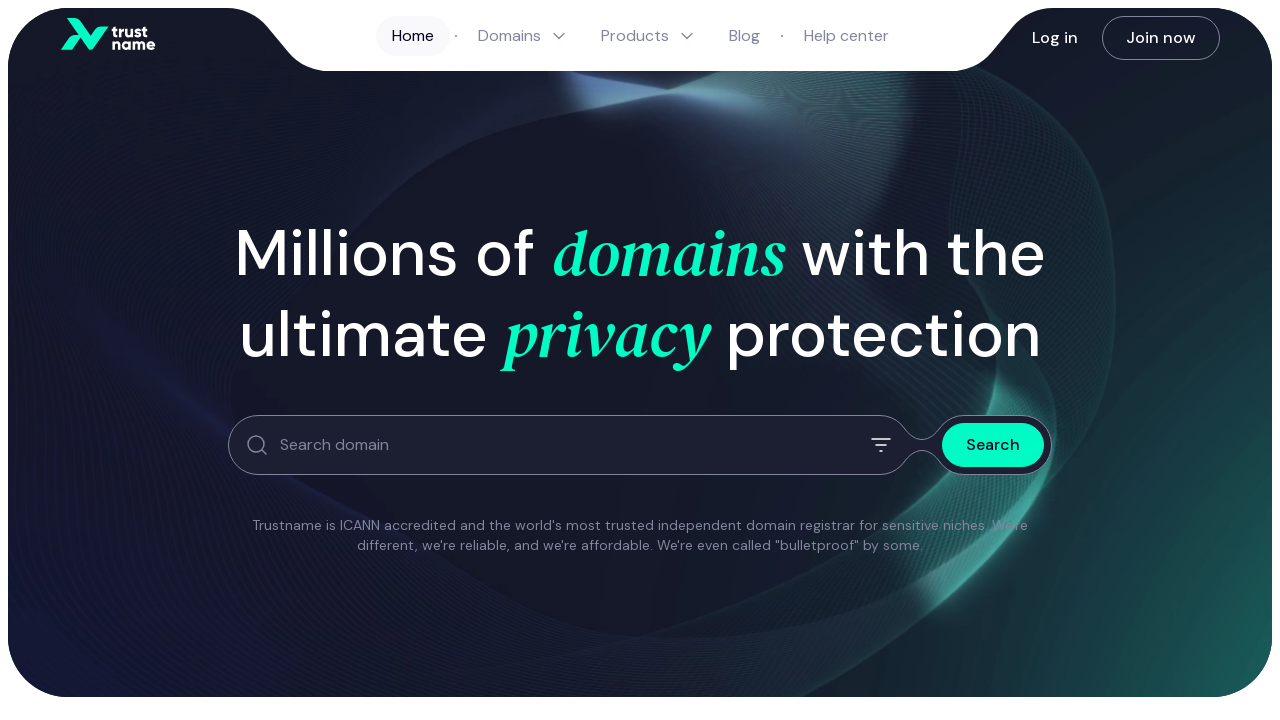 trust
name
Home
Domains
Products
Blog
Help center
Log in
Join now
Millions of domains with the
ultimate privacy protection
Search domain
Search
Trustname is ICANN accredited and the world's most trusted independent domain registrar for sensitive niches. We're
different, we're reliable, and we're affordable. We're even called "bulletproof" by some.